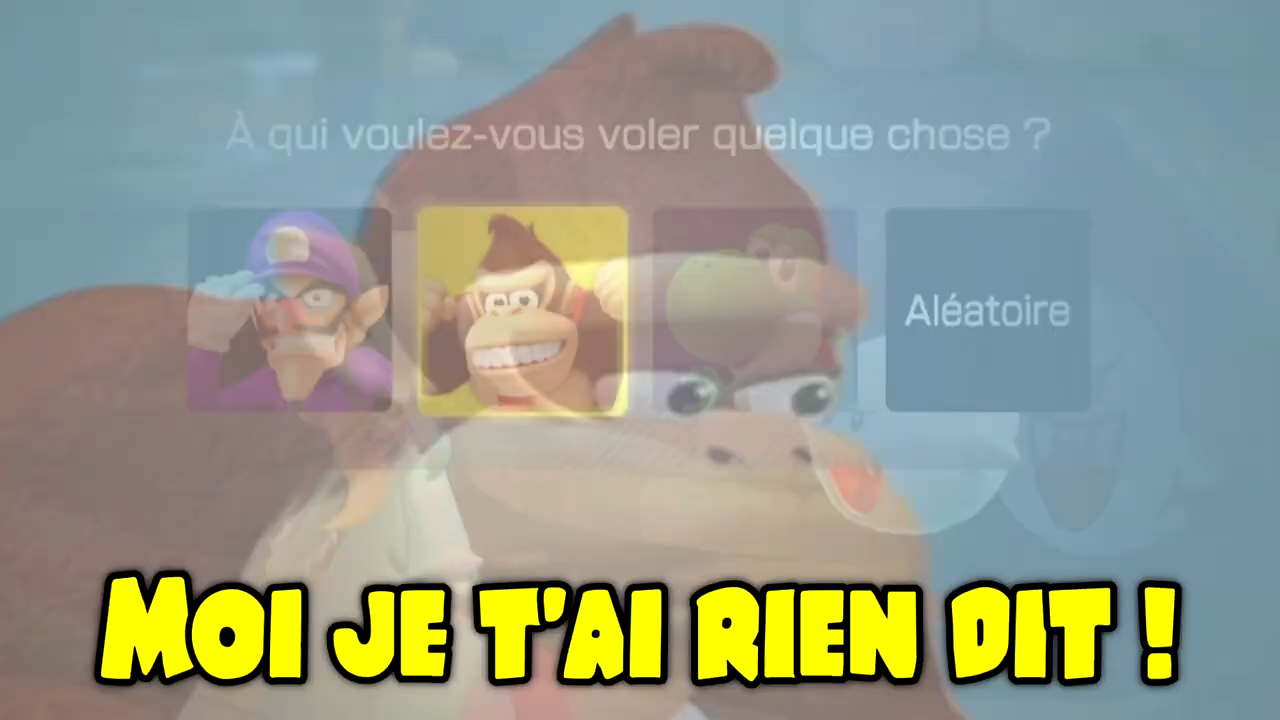 À qui voulez-vous voler quelque chose ?
Aléatoire
MOI JE T'AI RIEN DIT !